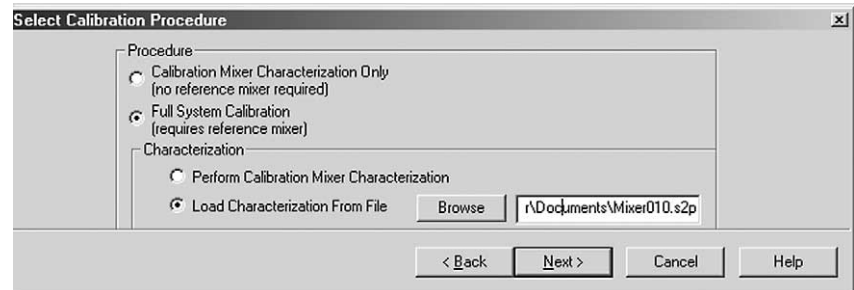 Select Calibration Procedure
Procedure
Calibration Mixer Characterization Only
(no reference mixer required)
Full System Calibration
(requires reference mixer)
Characterization
Perform Calibration Mixer Characterization
Load Characterization From File Browse r\Documents\Mixer010.s2p
< Back Next > Cancel Help